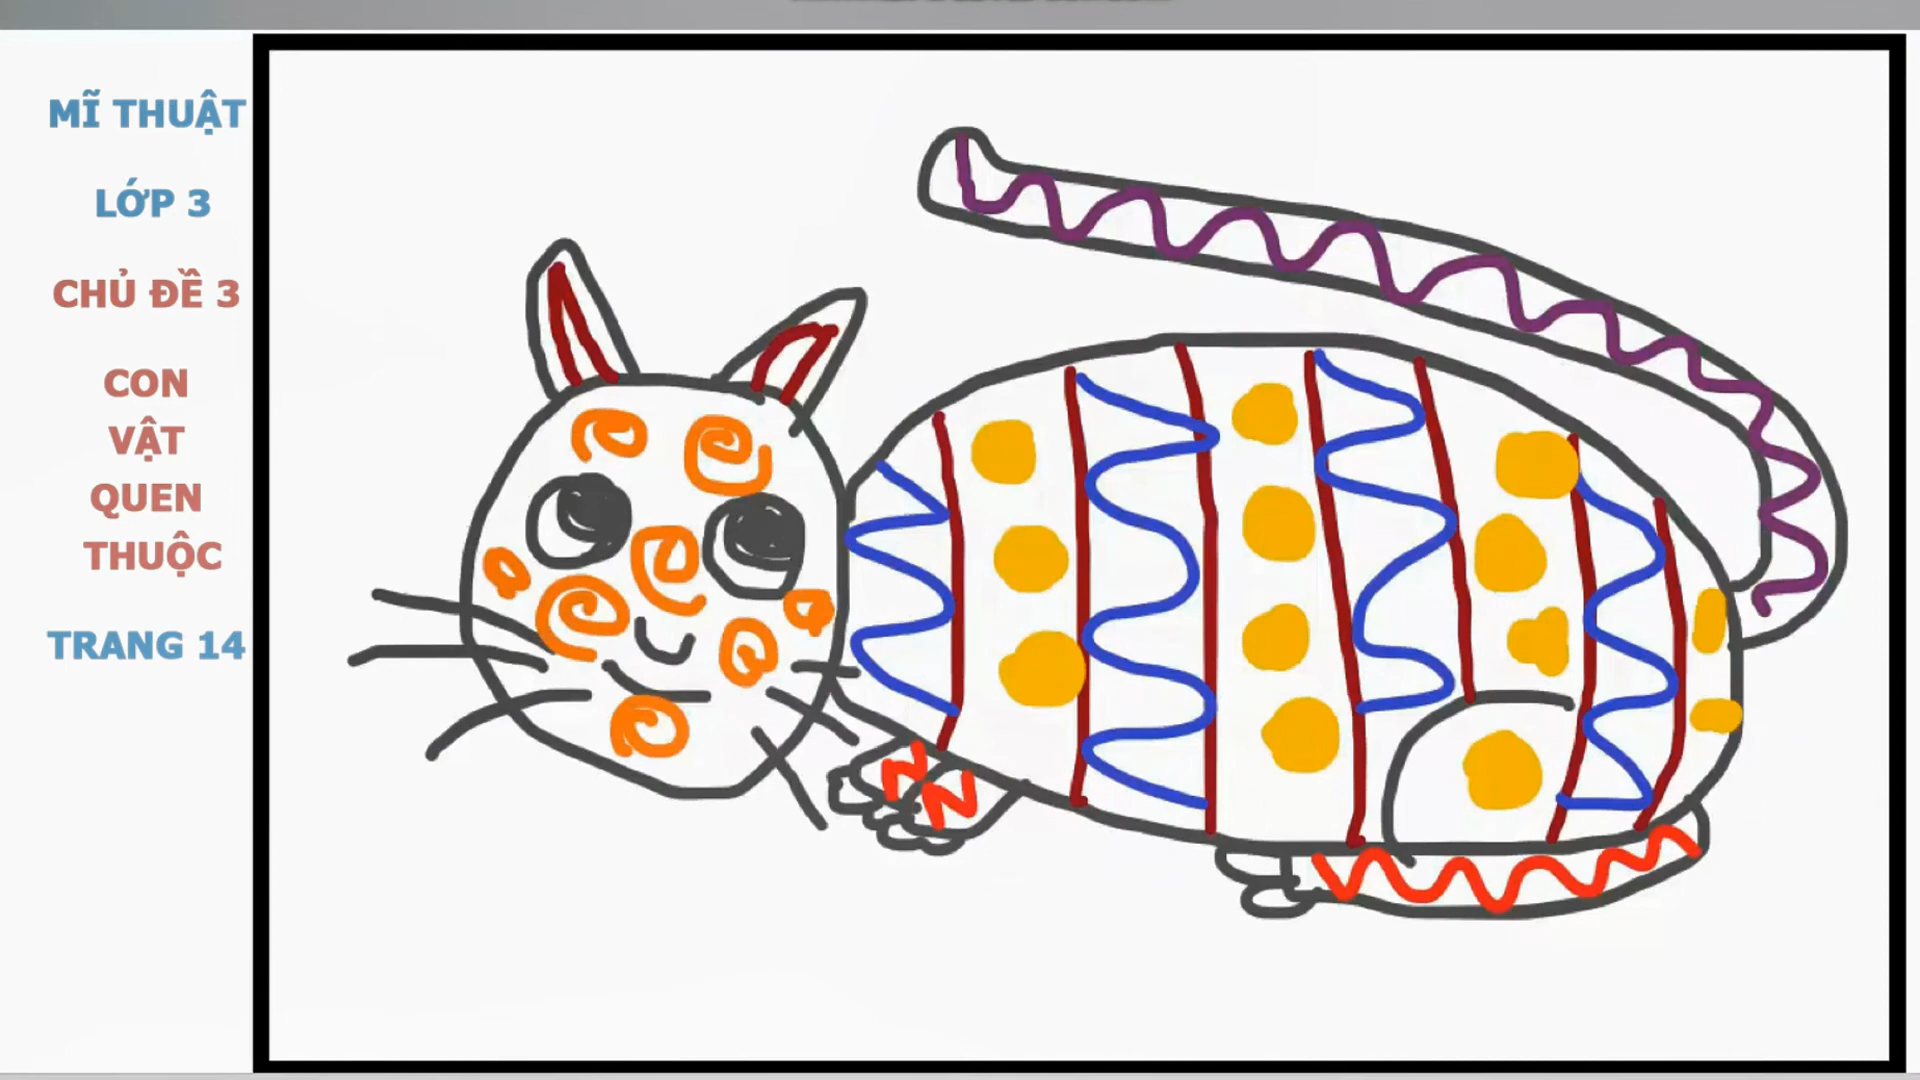 MĨ THUẬT
LỚP 3
CHỦ ĐỀ 3
CON
VẬT
QUEN
THUỘC
TRANG 14